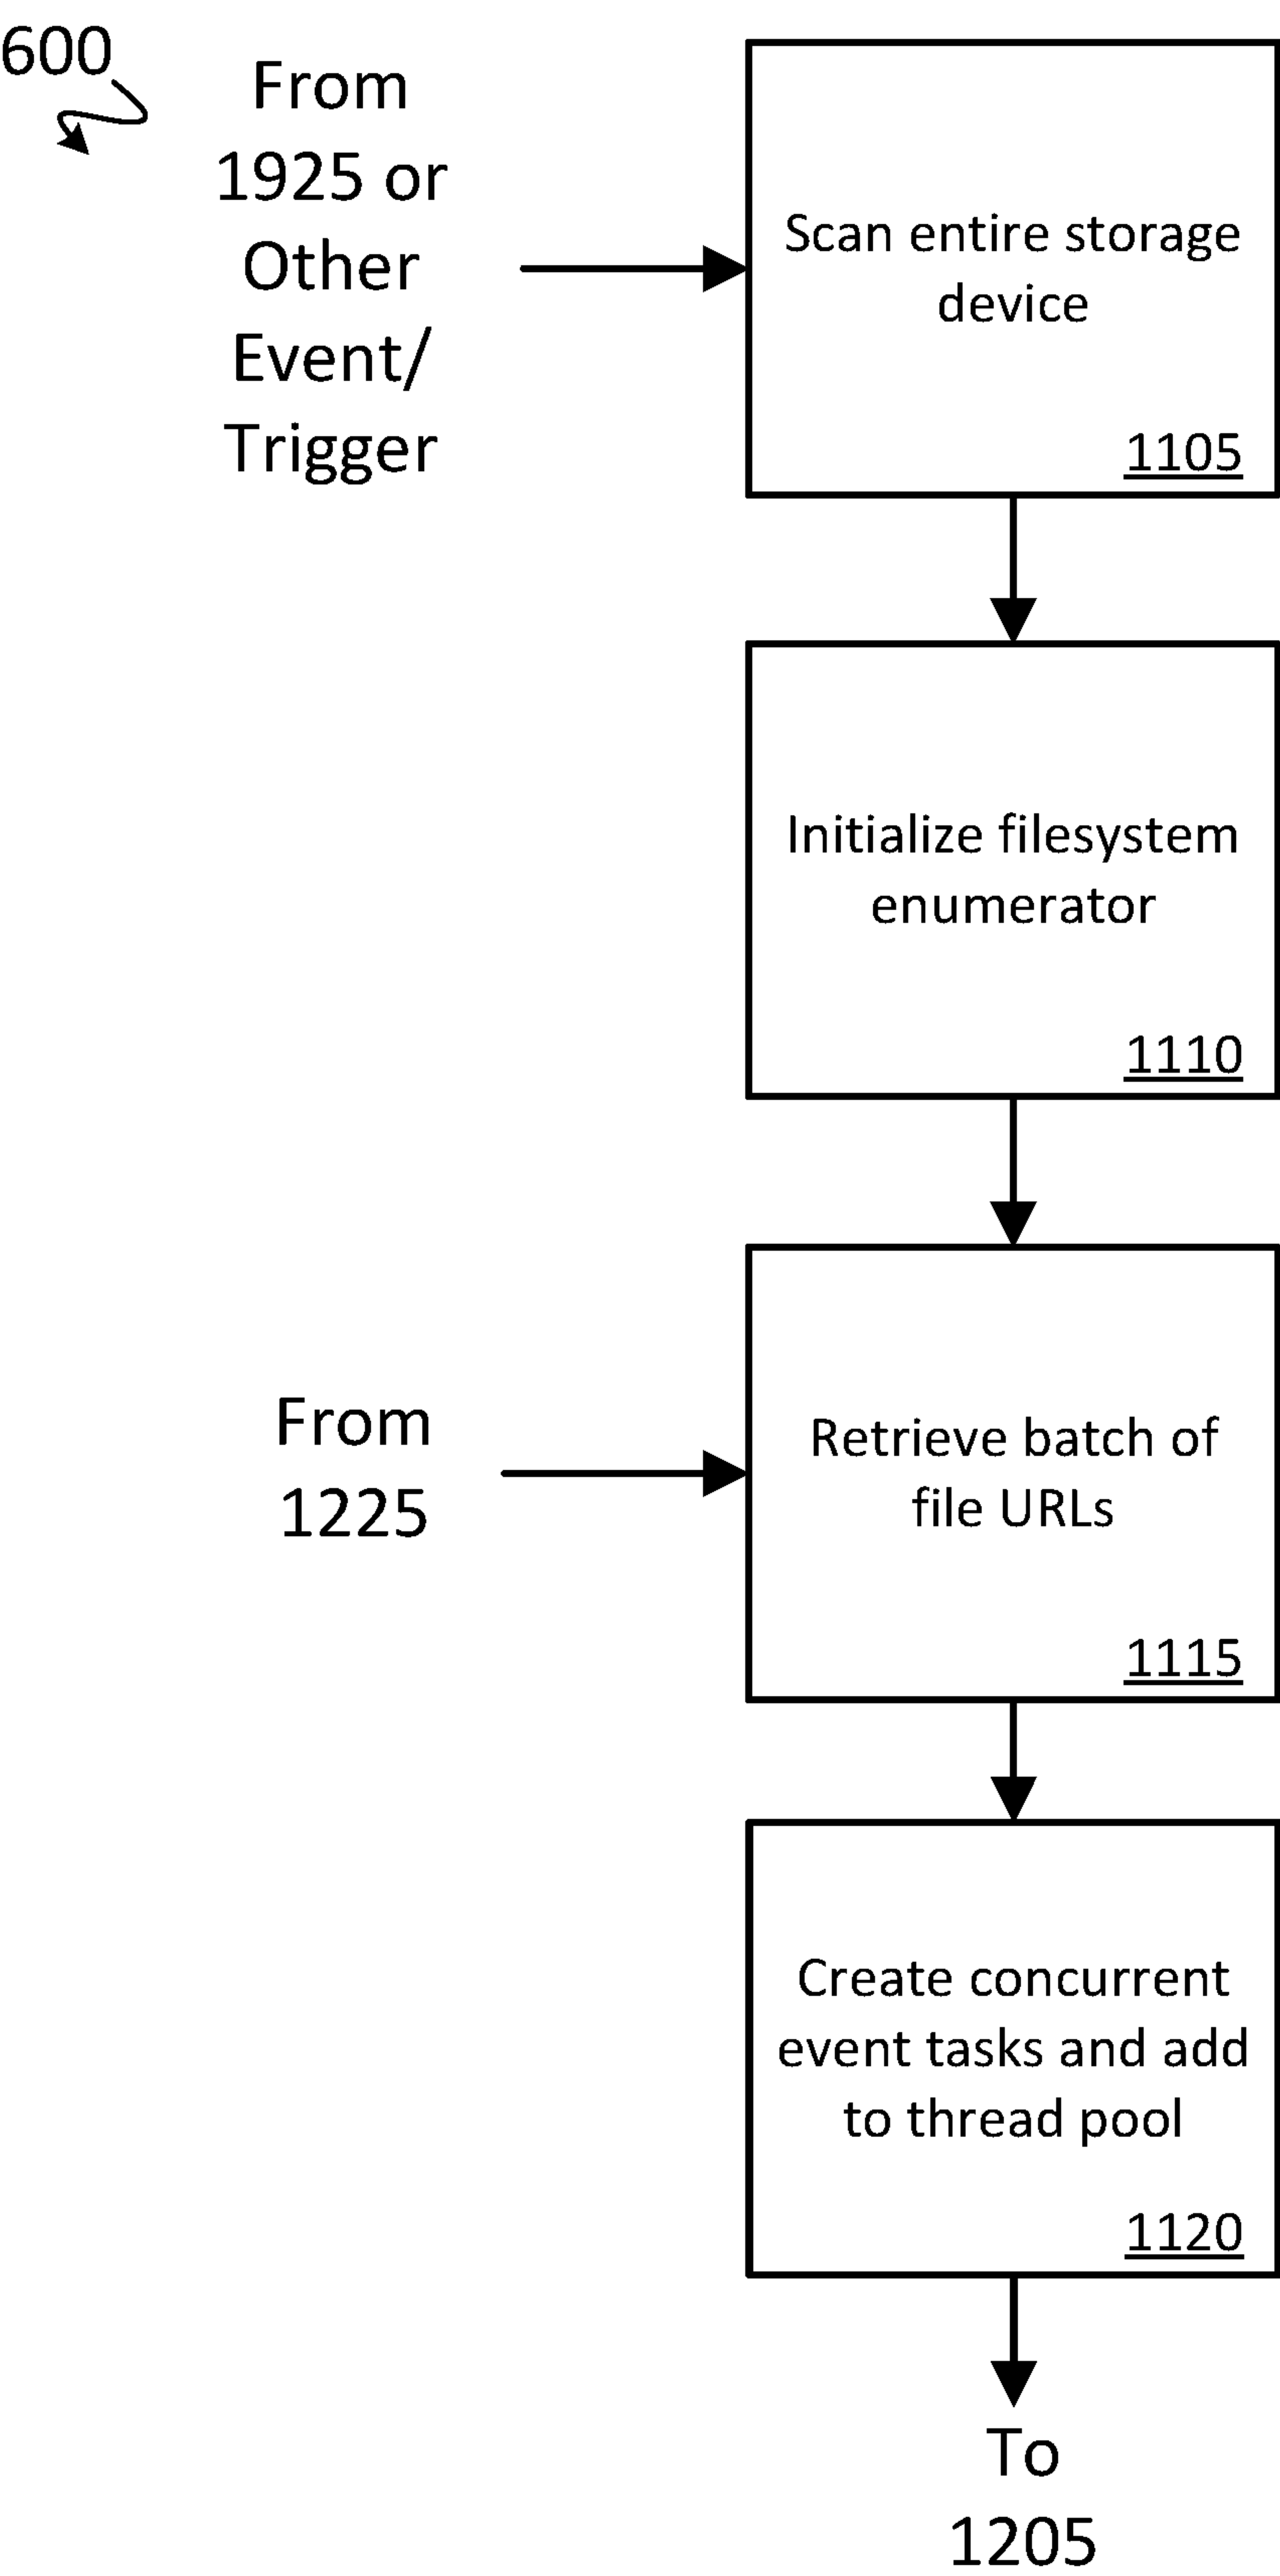 600
From
1925 or
Other
Event/
Trigger
Scan entire storage
device
1105
Initialize filesystem
enumerator
1110
From
1225
Retrieve batch of
file URLs
1115
Create concurrent
event tasks and add
to thread pool
1120
To
1205